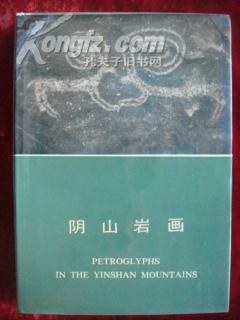 Kongfz.com
孔夫子旧书网
阴山岩画
PETROGLYPHS
IN THE YINSHAN MOUNTAINS